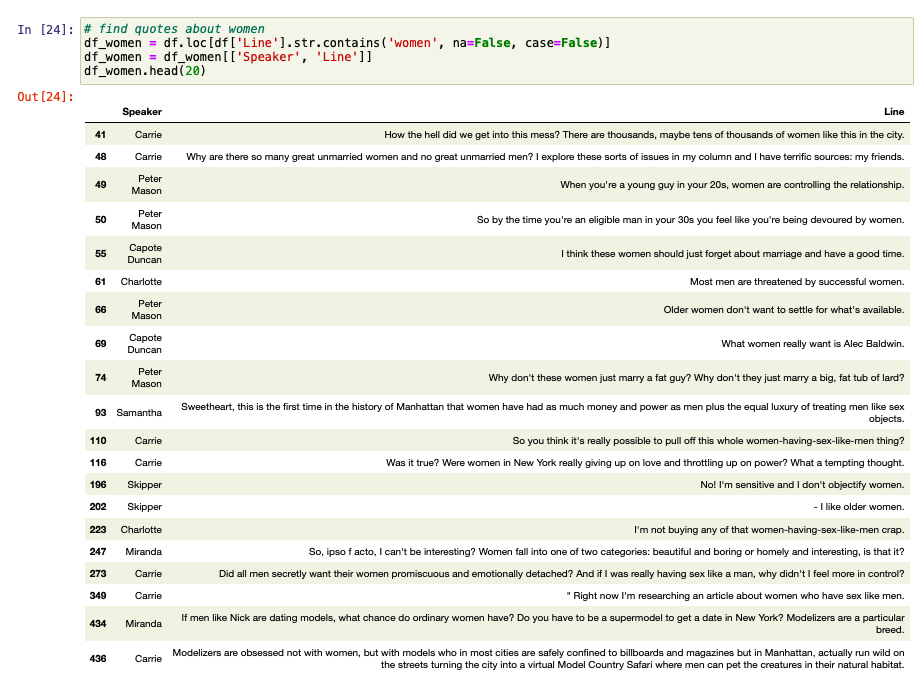 In [24]: # find quotes about women
df_women = df.loc[df['Line'].str.contains('women', na=False, case=False)]
df_women = df_women[['Speaker', 'Line']]
df_women.head(20)
Out[24]:
Speaker Line
41 Carrie How the hell did we get into this mess? There are thousands, maybe tens of thousands of women like this in the city.
48 Carrie Why are there so many great unmarried women and no great unmarried men? I explore these sorts of issues in my column and I have terrific sources: my friends.
49 Peter Mason When you're a young guy in your 20s, women are controlling the relationship.
50 Peter Mason So by the time you're an eligible man in your 30s you feel like you're being devoured by women.
55 Capote Duncan I think these women should just forget about marriage and have a good time.
61 Charlotte Most men are threatened by successful women.
66 Peter Mason Older women don't want to settle for what's available.
69 Capote Duncan What women really want is Alec Baldwin.
74 Peter Mason Why don't these women just marry a fat guy? Why don't they just marry a big, fat tub of lard?
93 Samantha Sweetheart, this is the first time in the history of Manhattan that women have had as much money and power as men plus the equal luxury of treating men like sex
objects.
110 Carrie So you think it's really possible to pull off this whole women-having-sex-like-men thing?
116 Carrie Was it true? Were women in New York really giving up on love and throttling up on power? What a tempting thought.
196 Skipper No! I'm sensitive and I don't objectify women.
202 Skipper - I like older women.
223 Charlotte I'm not buying any of that women-having-sex-like-men crap.
247 Miranda So, ipso f acto, I can't be interesting? Women fall into one of two categories: beautiful and boring or homely and interesting, is that it?
273 Carrie Did all men secretly want their women promiscuous and emotionally detached? And if I was really having sex like a man, why didn't I feel more in control?
349 Carrie " Right now I'm researching an article about women who have sex like men.
434 Miranda If men like Nick are dating models, what chance do ordinary women have? Do you have to be a supermodel to get a date in New York? Modelizers are a particular
breed.
436 Carrie Modelizers are obsessed not with women, but with models who in most cities are safely confined to billboards and magazines but in Manhattan, actually run wild on
the streets turning the city into a virtual Model Country Safari where men can pet the creatures in their natural habitat.